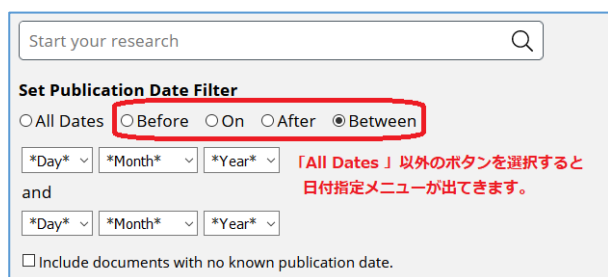 Start your research
Set Publication Date Filter
All Dates Before On After Between
*Day* *Month* *Year* 「All Dates 」以外のボタンを選択すると
and 日付指定メニューが出てきます。
*Day* *Month* *Year*
Include documents with no known publication date.